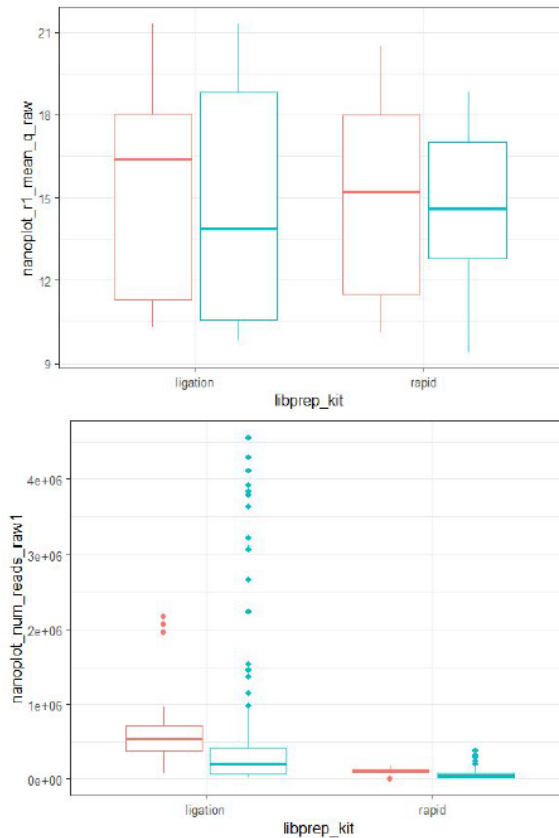 21
18
nanoplot_r1_mean_q_raw
15
12
9
ligation
rapid
libprep_kit
4e+06
nanoplot_num_reads_raw1
3e+06
2e+06
1e+06
0e+00
ligation
rapid
libprep_kit